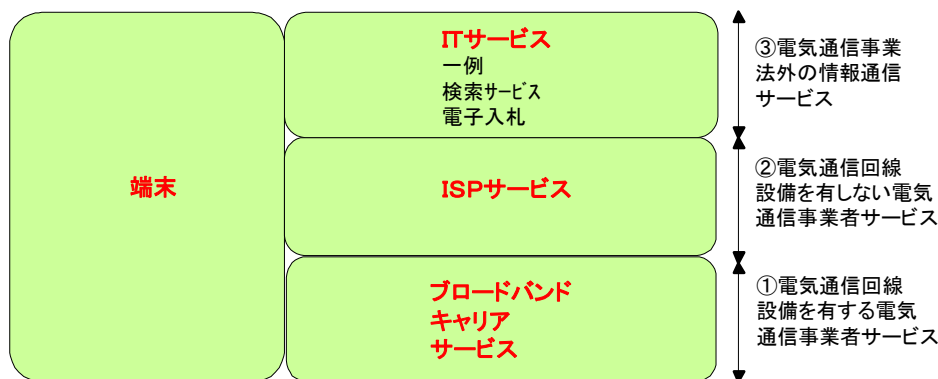 端末
ITサービス
一例
検索サービス
電子入札
ISPサービス
ブロードバンド
キャリア
サービス
③電気通信事業
法外の情報通信
サービス
②電気通信回線
設備を有しない電気
通信事業者サービス
①電気通信回線
設備を有する電気
通信事業者サービス